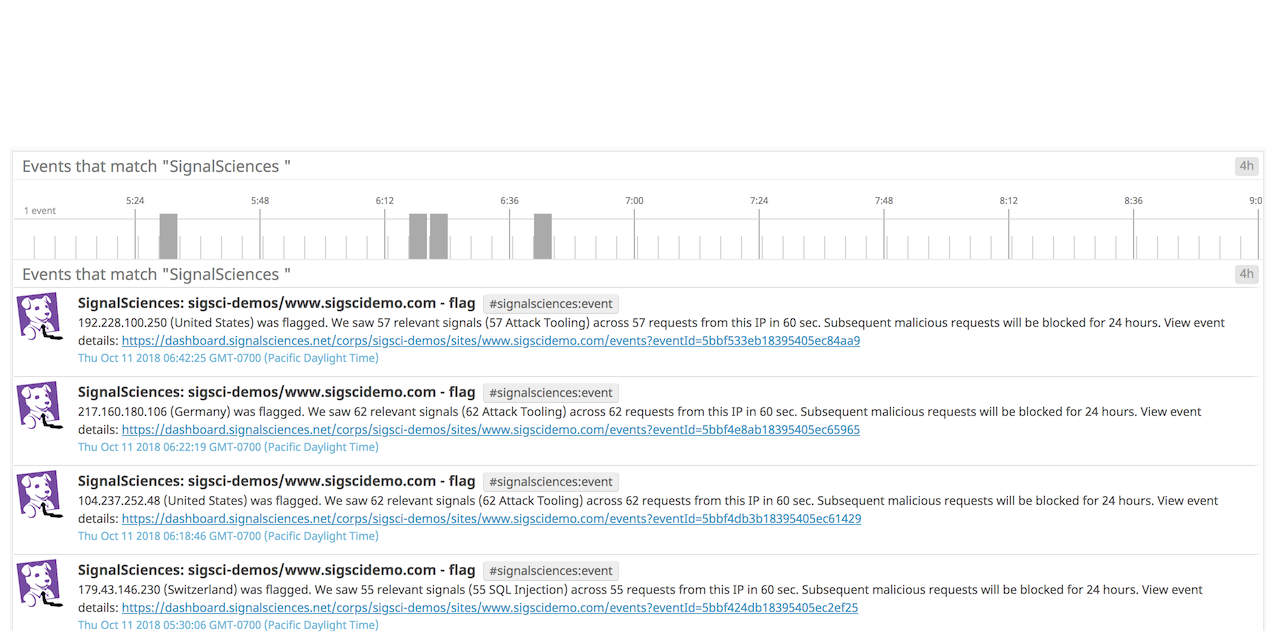 Events that match "SignalSciences "
4h
5:24 5:48 6:12 6:36 7:00 7:24 7:48 8:12 8:36 9:0
1 event
Events that match "SignalSciences "
4h
SignalSciences: sigsci-demos/www.sigscidemo.com - flag #signalsciences:event
192.228.100.250 (United States) was flagged. We saw 57 relevant signals (57 Attack Tooling) across 57 requests from this IP in 60 sec. Subsequent malicious requests will be blocked for 24 hours. View event
details: https://dashboard.signalsciences.net/corps/sigsci-demos/sites/www.sigscidemo.com/events?eventId=5bbf533eb18395405ec84aa9
Thu Oct 11 2018 06:42:25 GMT-0700 (Pacific Daylight Time)
SignalSciences: sigsci-demos/www.sigscidemo.com - flag #signalsciences:event
217.160.180.106 (Germany) was flagged. We saw 62 relevant signals (62 Attack Tooling) across 62 requests from this IP in 60 sec. Subsequent malicious requests will be blocked for 24 hours. View event
details: https://dashboard.signalsciences.net/corps/sigsci-demos/sites/www.sigscidemo.com/events?eventId=5bbf4e8ab18395405ec65965
Thu Oct 11 2018 06:22:19 GMT-0700 (Pacific Daylight Time)
SignalSciences: sigsci-demos/www.sigscidemo.com - flag #signalsciences:event
104.237.252.48 (United States) was flagged. We saw 62 relevant signals (62 Attack Tooling) across 62 requests from this IP in 60 sec. Subsequent malicious requests will be blocked for 24 hours. View event
details: https://dashboard.signalsciences.net/corps/sigsci-demos/sites/www.sigscidemo.com/events?eventId=5bbf4db3b18395405ec61429
Thu Oct 11 2018 06:18:46 GMT-0700 (Pacific Daylight Time)
SignalSciences: sigsci-demos/www.sigscidemo.com - flag #signalsciences:event
179.43.146.230 (Switzerland) was flagged. We saw 55 relevant signals (55 SQL Injection) across 55 requests from this IP in 60 sec. Subsequent malicious requests will be blocked for 24 hours. View event
details: https://dashboard.signalsciences.net/corps/sigsci-demos/sites/www.sigscidemo.com/events?eventId=5bbf424db18395405ec2ef25
Thu Oct 11 2018 05:30:06 GMT-0700 (Pacific Daylight Time)